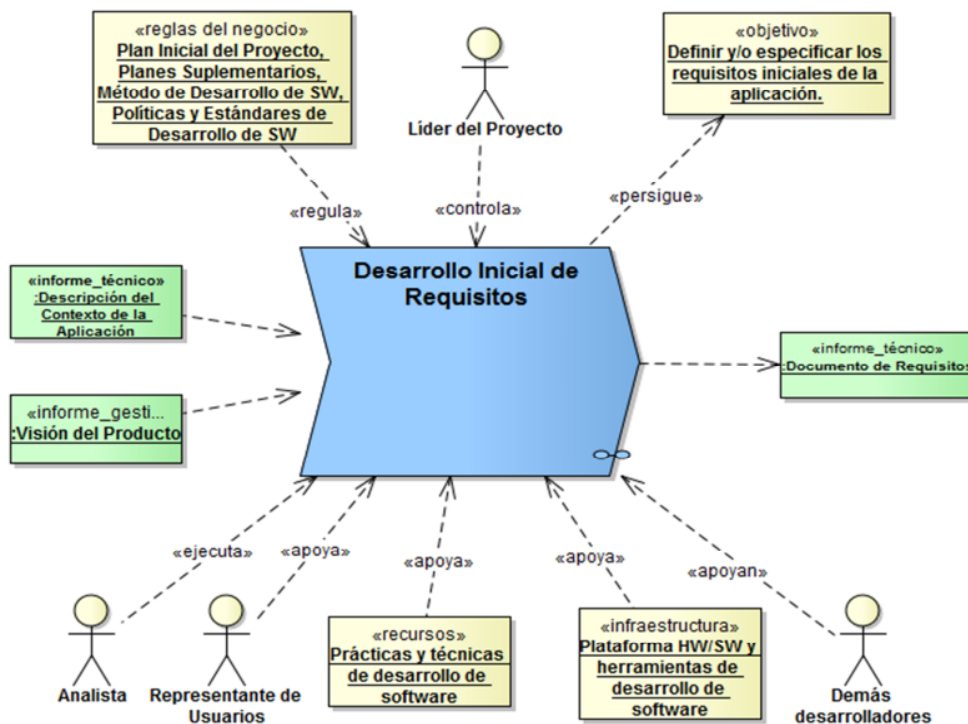 «reglas del negocio»
Plan Inicial del Proyecto,
Planes Suplementarios,
Método de Desarrollo de SW,
Políticas y Estándares de
Desarrollo de SW
Líder del Proyecto
«objetivo»
Definir y/o especificar los
requisitos iniciales de la
aplicación.
«regula»
«controla»
«persigue»
Desarrollo Inicial de
Requisitos
«informe_técnico»
:Descripción del
Contexto de la
Aplicación
«informe_gesti...
:Visión del Producto
«informe_técnico»
:Documento de Requisitos
«ejecuta»
«apoya»
«apoya»
«apoya»
«apoyan»
Analista
Representante de
Usuarios
«recursos»
Prácticas y técnicas
de desarrollo de
software
«infraestructura»
Plataforma HW/SW y
herramientas de
desarrollo de
software
Demás
desarrolladores